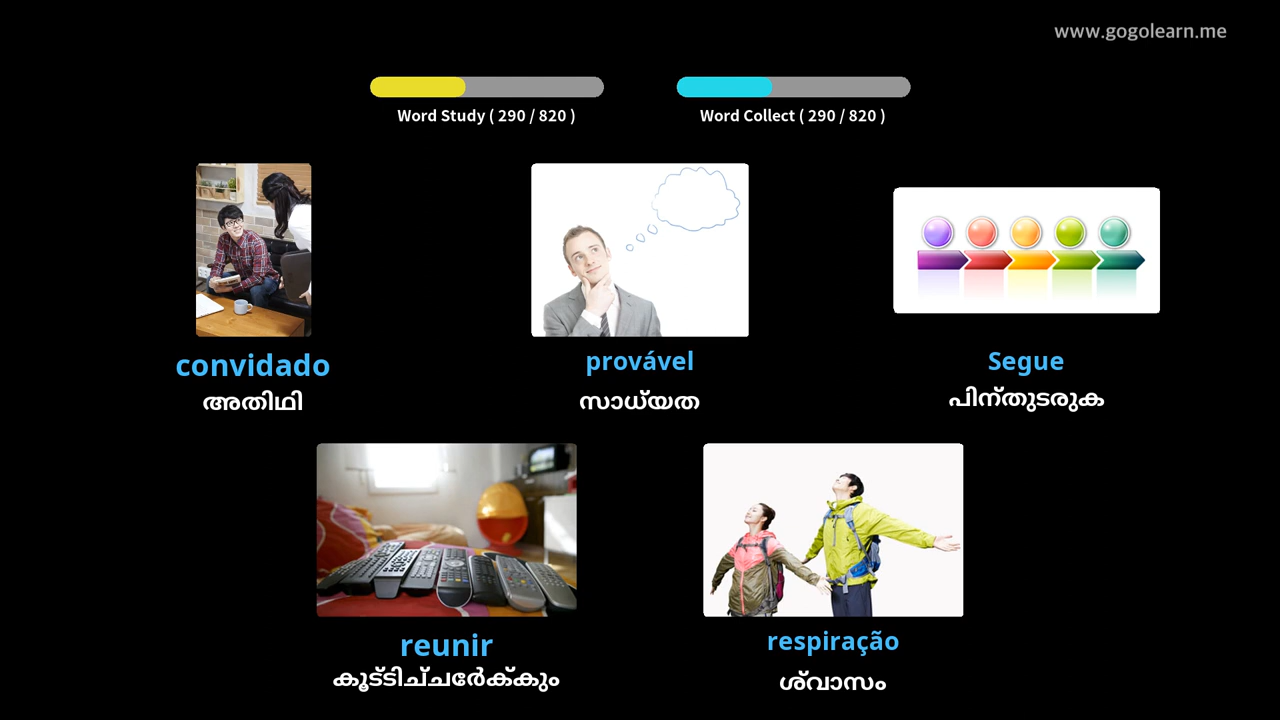 www.gogolearn.me
Word Study ( 290 / 820 )
Word Collect ( 290 / 820 )
convidado
അതിഥി
provável
സാധ്യത
Segue
പിന്തുടരുക
reunir
കൂട്ടിച്ചേർക്കും
respiração
ശ്വാസം